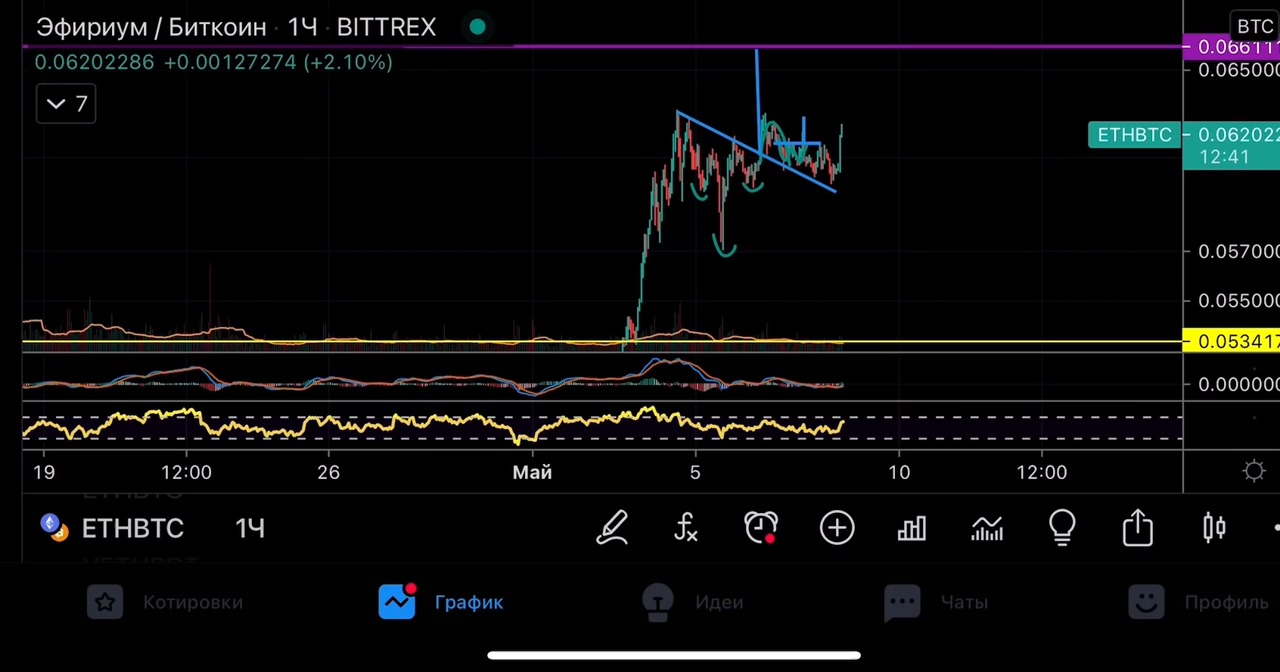 Эфириум / Биткоин · 1Ч · BITTREX
BTC
0.066111
0.06202286 +0.00127274 (+2.10%)
0.065000
7
ETHBTC
0.062022
12:41
0.057000
0.055000
0.053417
0.000000
19 12:00 26 Май 5 10 12:00
ETHBTC 1Ч
Котировки График Идеи Чаты Профиль